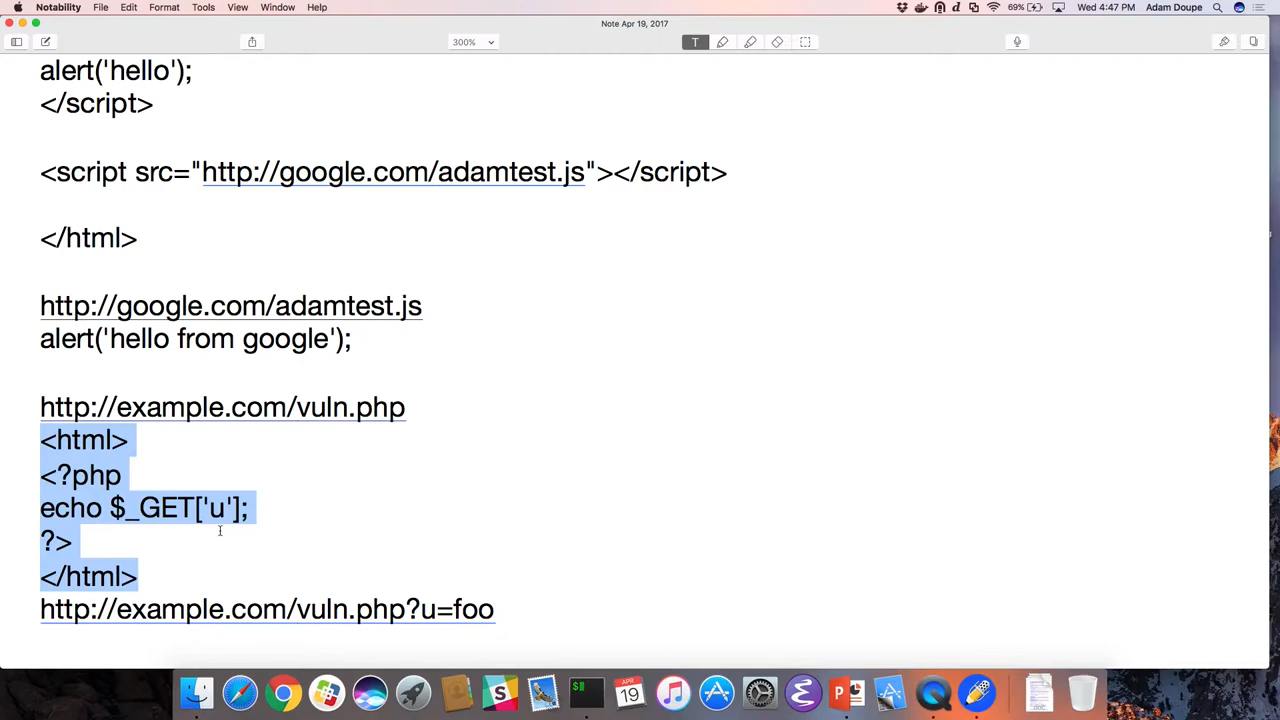 Notability File Edit Format Tools View Window Help 69% Wed 4:47 PM Adam Doupe
Note Apr 19, 2017
300% T
alert('hello');
</script>
<script src="http://google.com/adamtest.js"></script>
</html>
http://google.com/adamtest.js
alert('hello from google');
http://example.com/vuln.php
<html>
<?php
echo $_GET['u'];
?>
</html>
http://example.com/vuln.php?u=foo
APR
19